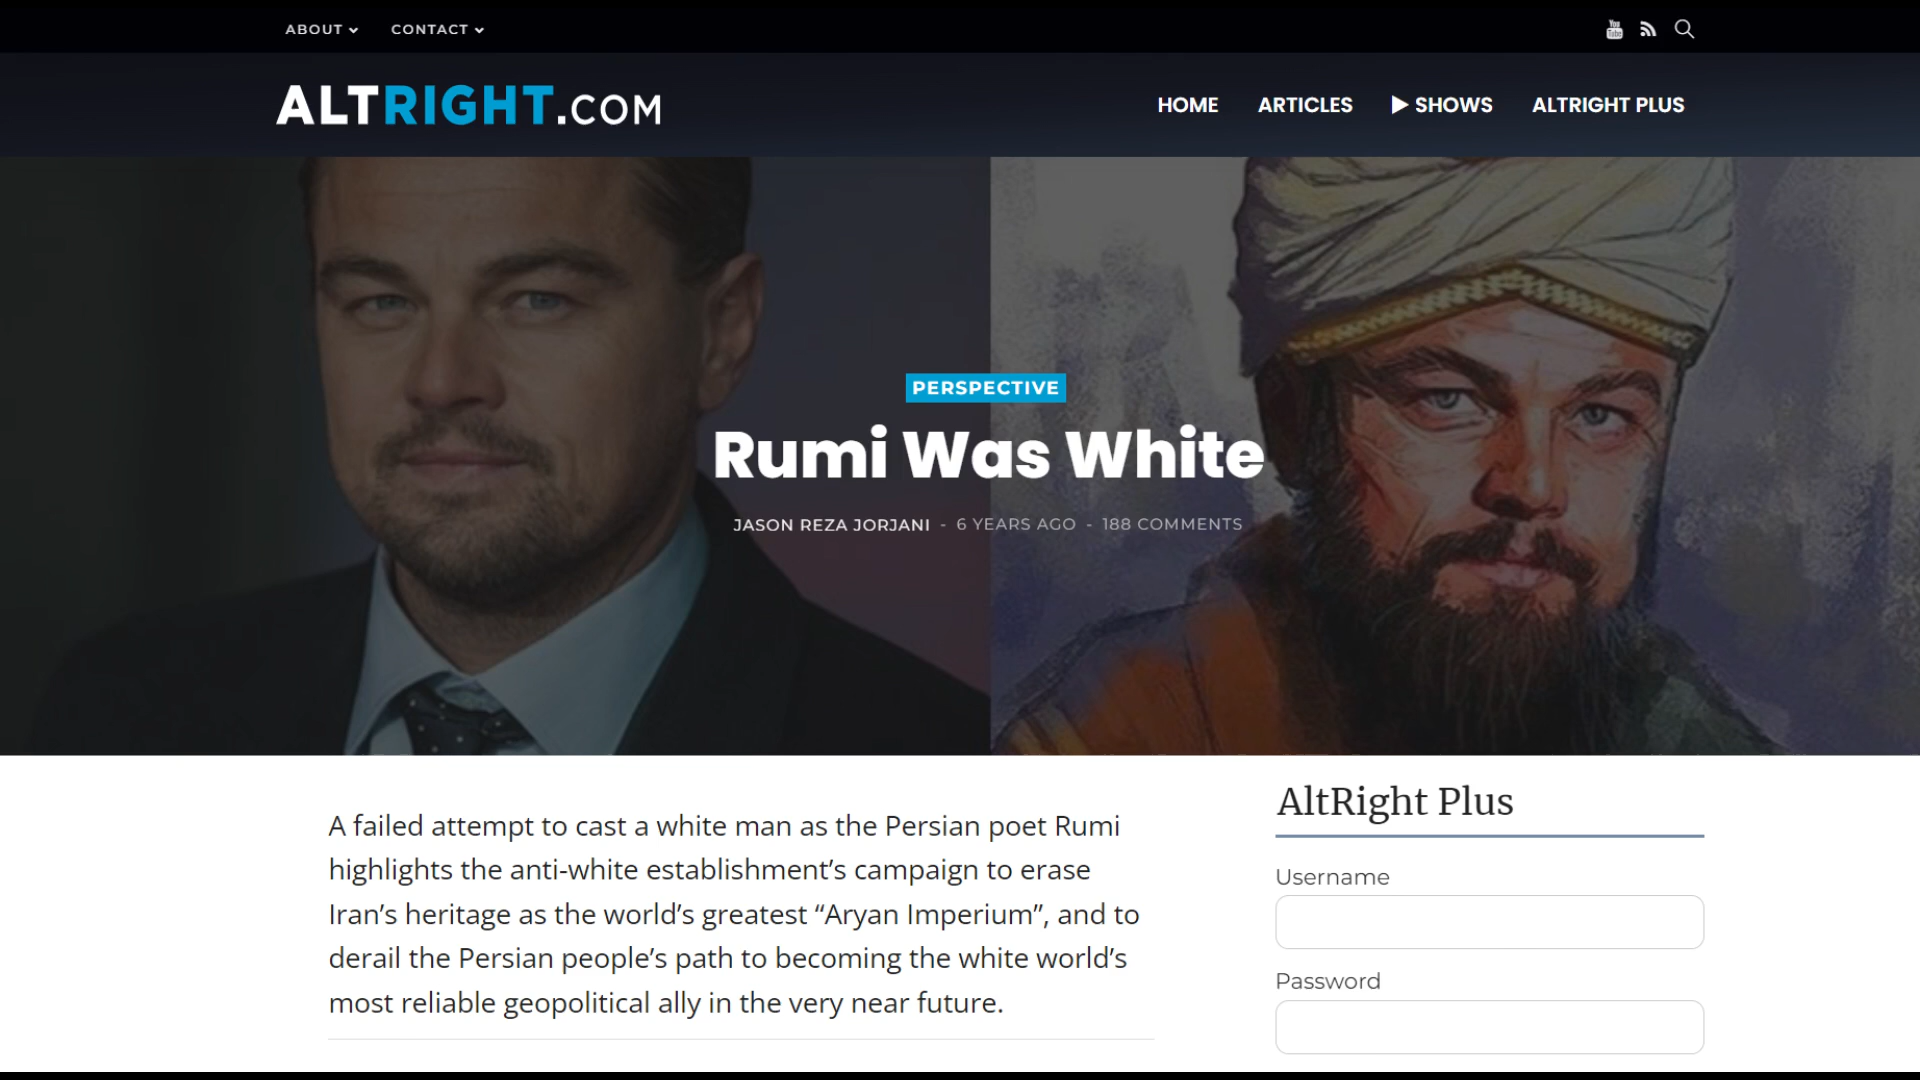 ABOUT CONTACT
You Tube
ALTRIGHT.COM
HOME ARTICLES SHOWS ALTRIGHT PLUS
PERSPECTIVE
Rumi Was White
JASON REZA JORJANI - 6 YEARS AGO - 188 COMMENTS
A failed attempt to cast a white man as the Persian poet Rumi
highlights the anti-white establishment’s campaign to erase
Iran’s heritage as the world’s greatest “Aryan Imperium”, and to
derail the Persian people’s path to becoming the white world’s
most reliable geopolitical ally in the very near future.
AltRight Plus
Username
Password